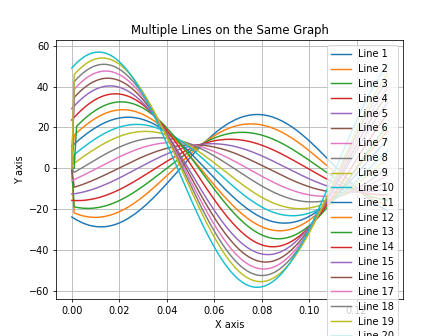 Multiple Lines on the Same Graph
60
40
20
0
−20
−40
−60
Y axis
0.00
0.02
0.04
0.06
0.08
0.10
X axis
Line 1
Line 2
Line 3
Line 4
Line 5
Line 6
Line 7
Line 8
Line 9
Line 10
Line 11
Line 12
Line 13
Line 14
Line 15
Line 16
Line 17
Line 18
Line 19
Line 20